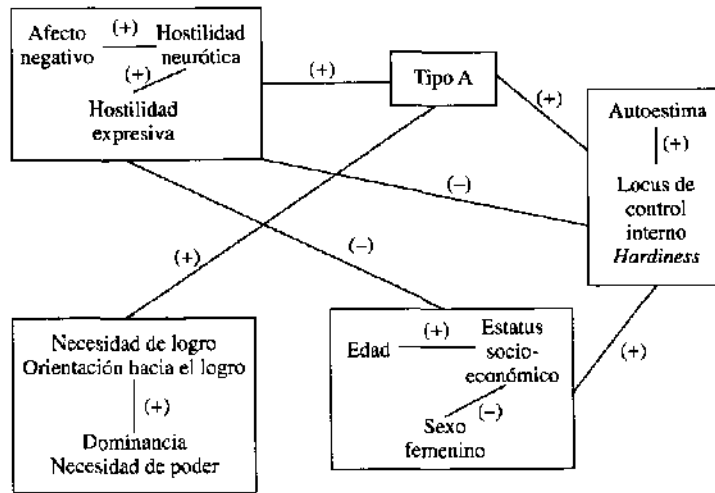 Afecto
negativo
(+)
Hostilidad
neurótica
(+)
Hostilidad
expresiva
(+)
Tipo A
(+)
Autoestima
(+)
Locus de
control
interno
Hardiness
(–)
(–)
(+)
(+)
Necesidad de logro
Orientación hacia el logro
(+)
Dominancia
Necesidad de poder
Edad
(+)
Estatus
socio-
económico
(–)
Sexo
femenino